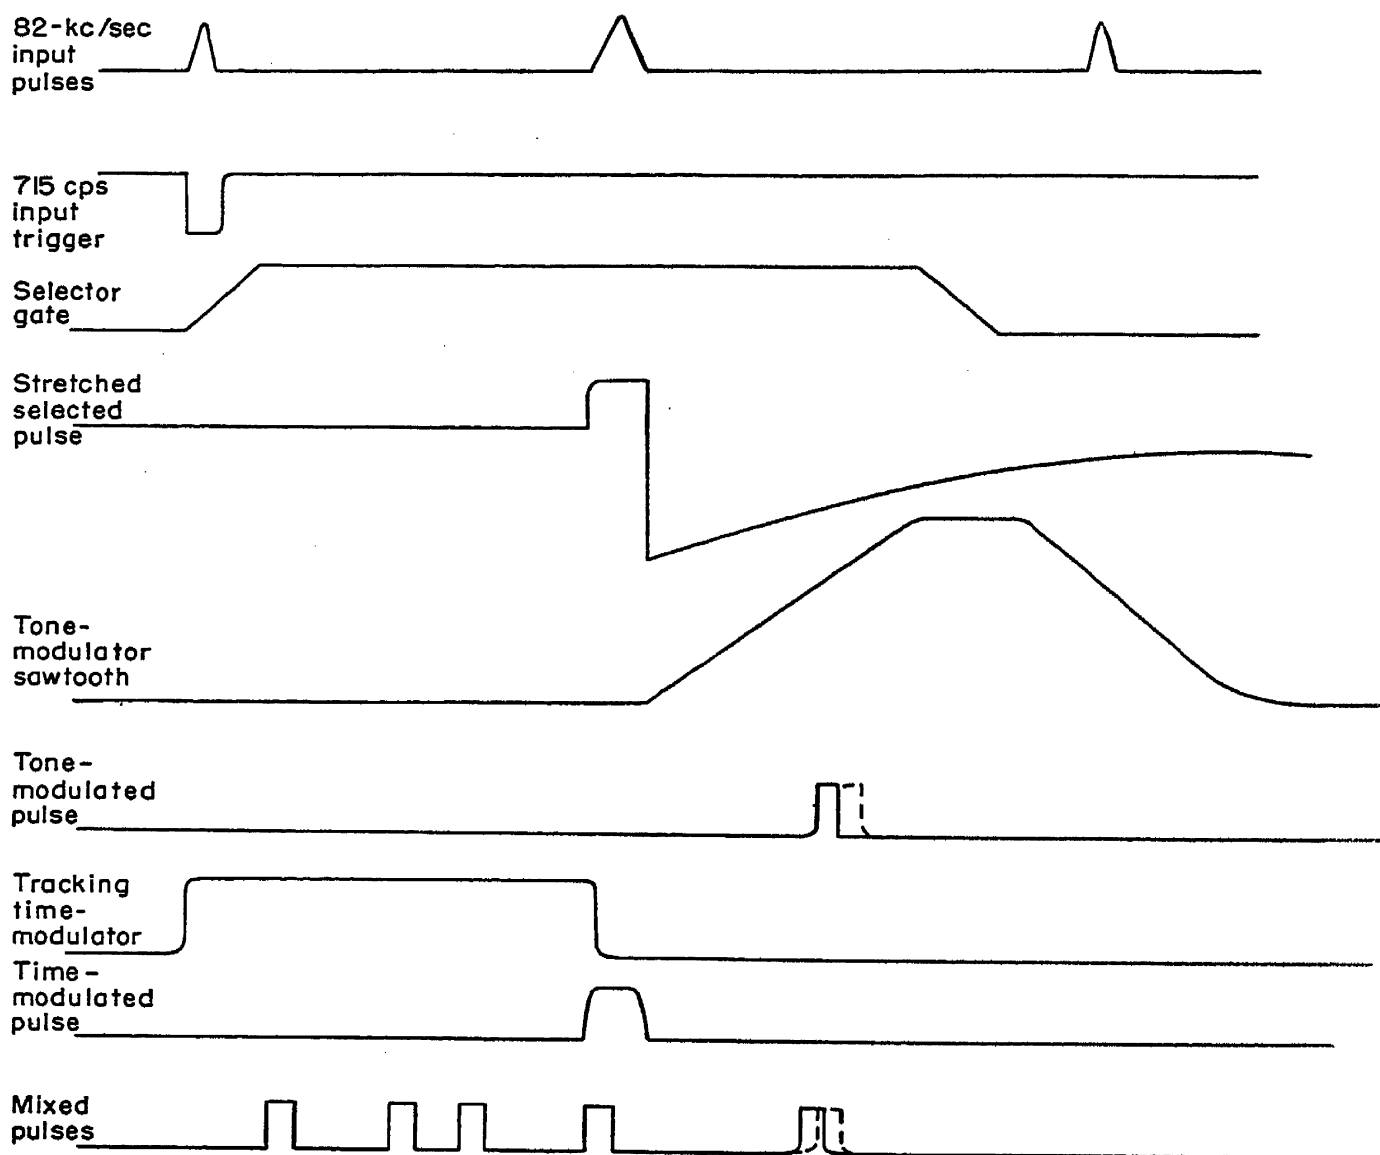 82-kc/sec
input
pulses
715 cps
input
trigger
Selector
gate
Stretched
selected
pulse
Tone-
modulator
sawtooth
Tone-
modulated
pulse
Tracking
time-
modulator
Time-
modulated
pulse
Mixed
pulses